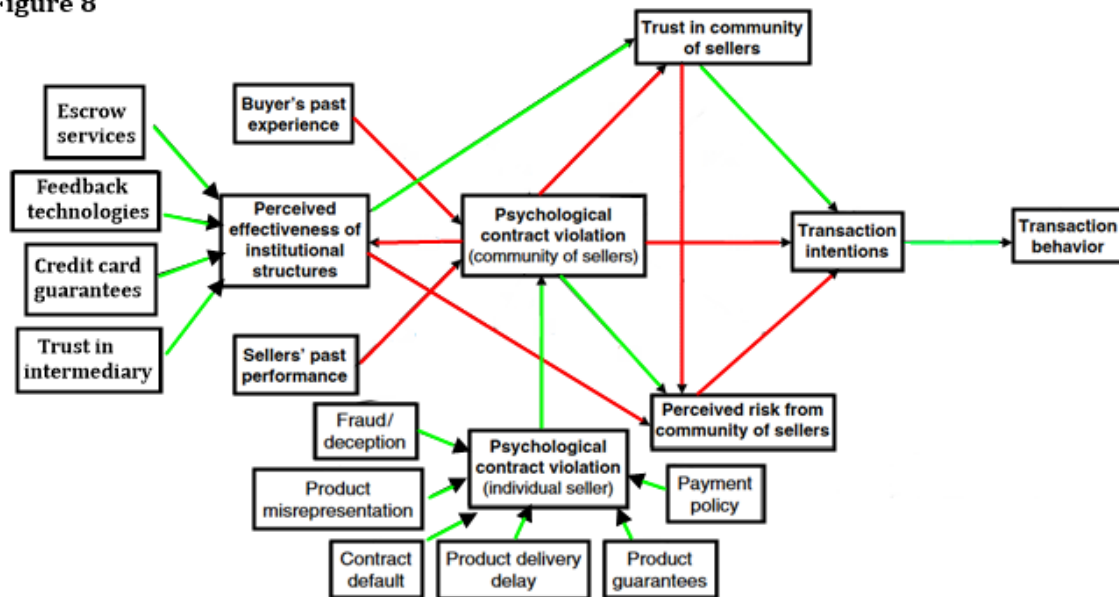 Figure 8
Trust in community
of sellers
Escrow
services
Buyer's past
experience
Feedback
technologies
Perceived
effectiveness of
institutional
structures
Psychological
contract violation
(community of sellers)
Transaction
intentions
Transaction
behavior
Credit card
guarantees
Trust in
intermediary
Sellers' past
performance
Perceived risk from
community of sellers
Fraud/
deception
Psychological
contract violation
(individual seller)
Product
misrepresentation
Payment
policy
Contract
default
Product delivery
delay
Product
guarantees